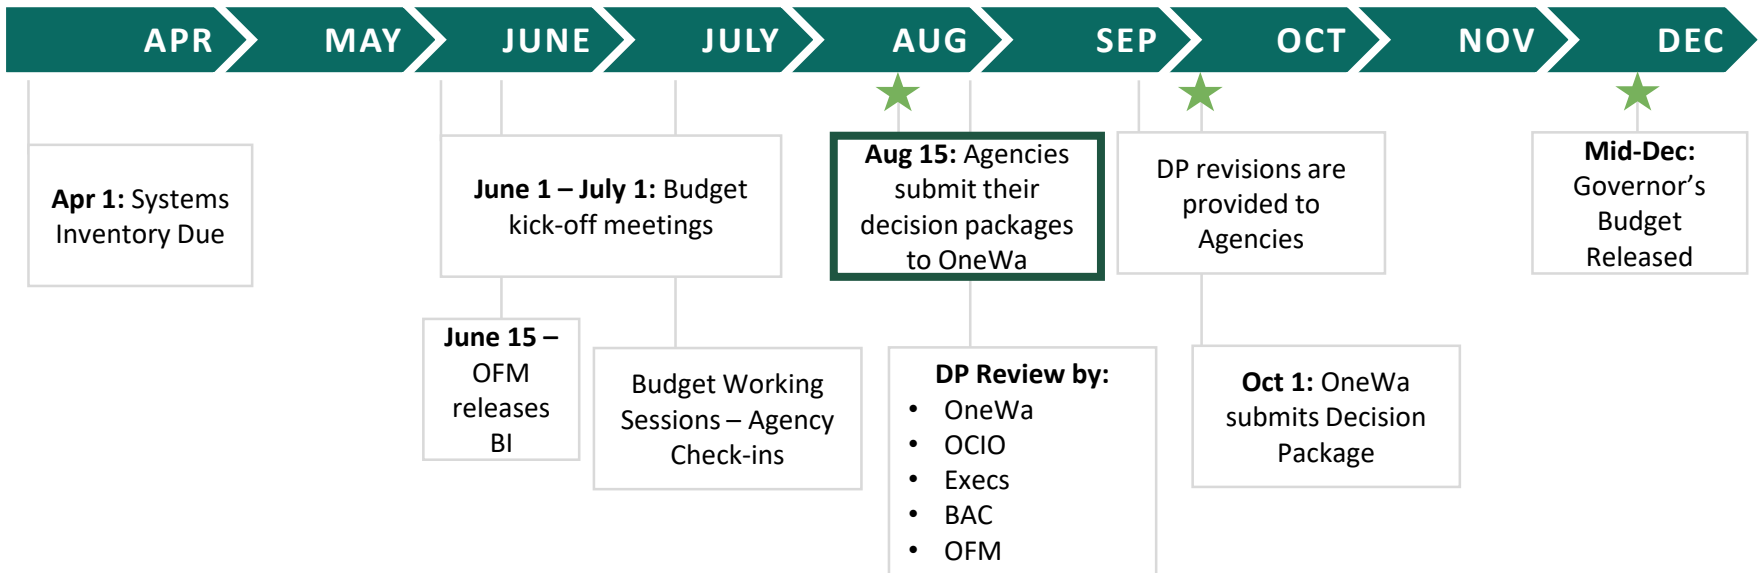 APR MAY JUNE JULY AUG SEP OCT NOV DEC
Apr 1: Systems
Inventory Due
June 1 – July 1: Budget
kick-off meetings
Aug 15: Agencies
submit their
decision packages
to OneWa
DP revisions are
provided to
Agencies
Mid-Dec:
Governor’s
Budget
Released
June 15 –
OFM
releases
BI
Budget Working
Sessions – Agency
Check-ins
DP Review by:
• OneWa
• OCIO
• Execs
• BAC
• OFM
Oct 1: OneWa
submits Decision
Package